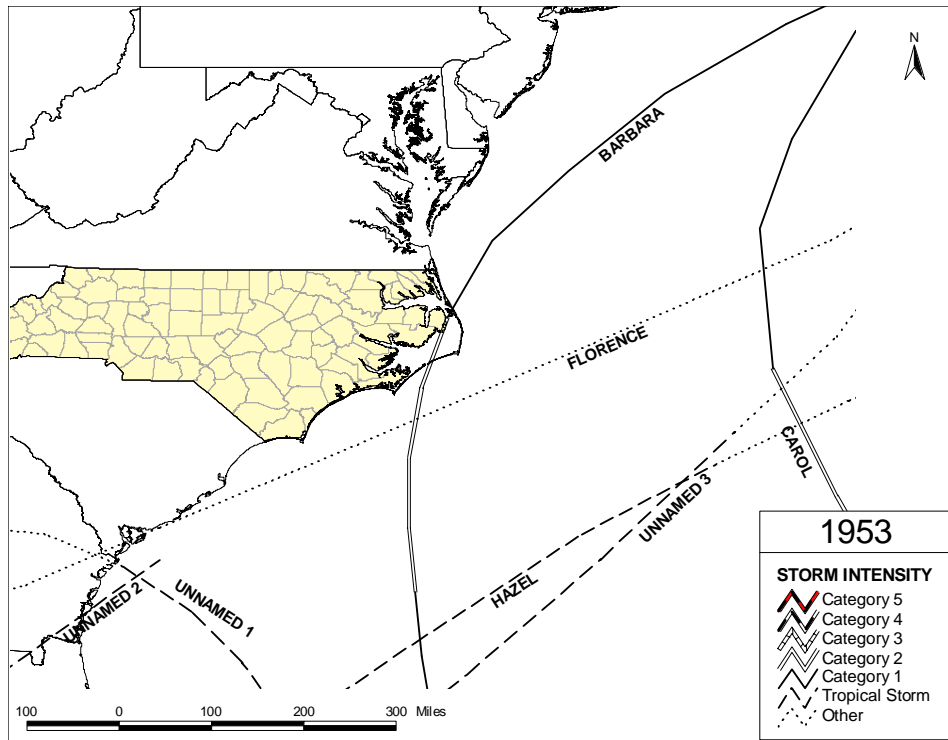 N
BARBARA
FLORENCE
CAROL
UNNAMED 3
HAZEL
UNNAMED 1
UNNAMED 2
1953
STORM INTENSITY
Category 5
Category 4
Category 3
Category 2
Category 1
Tropical Storm
Other
100 0 100 200 300 Miles